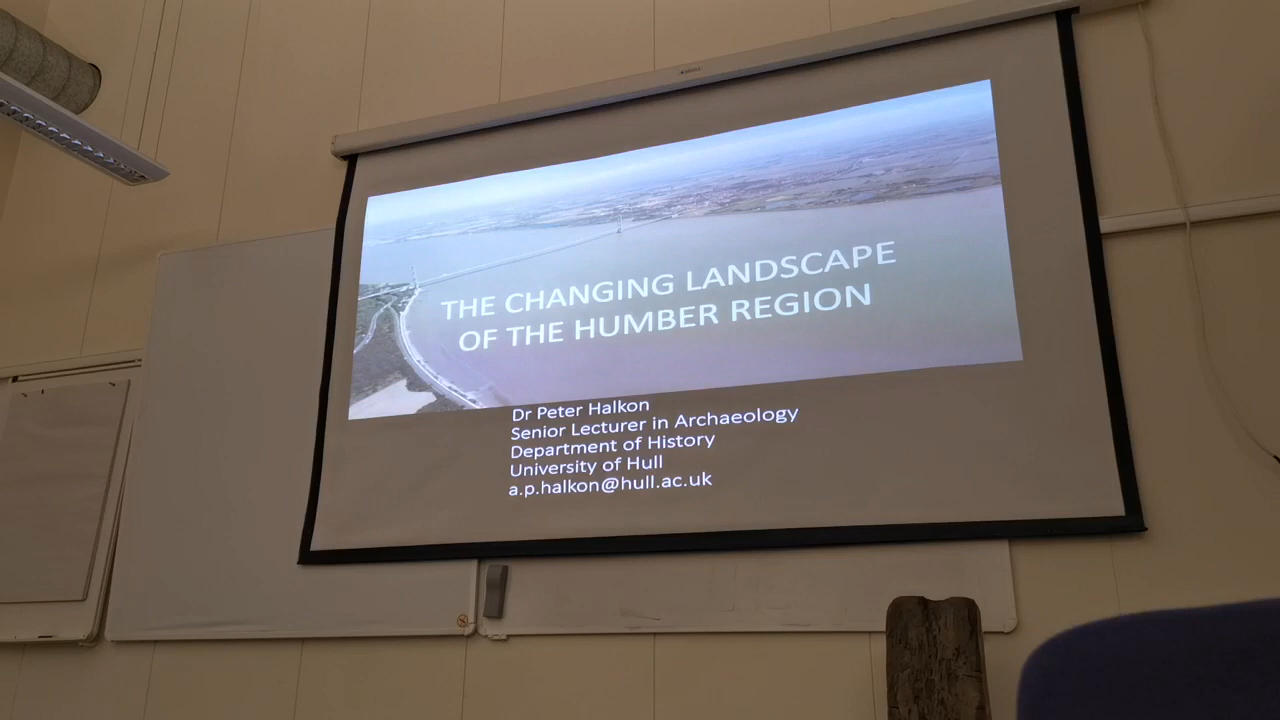 THE CHANGING LANDSCAPE
OF THE HUMBER REGION
Dr Peter Halkon
Senior Lecturer in Archaeology
Department of History
University of Hull
a.p.halkon@hull.ac.uk